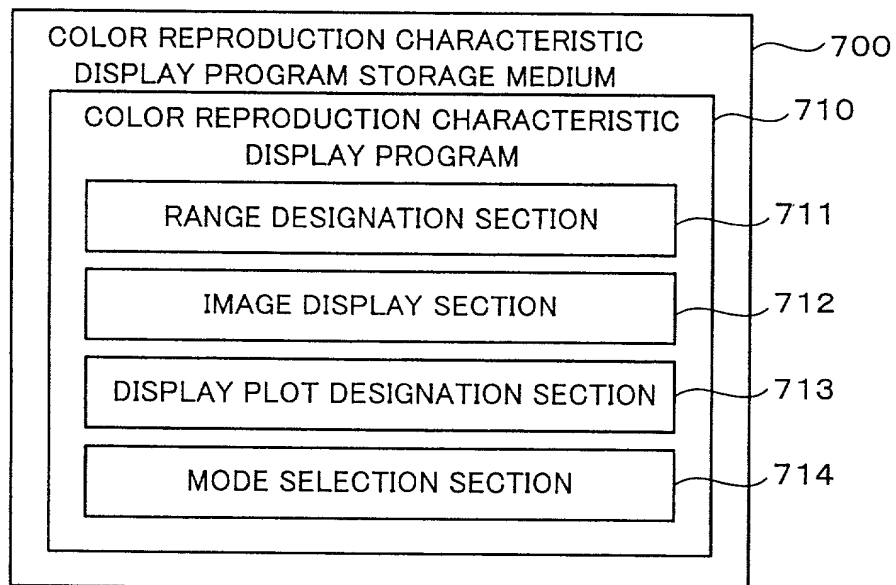 COLOR REPRODUCTION CHARACTERISTIC
DISPLAY PROGRAM STORAGE MEDIUM
700
COLOR REPRODUCTION CHARACTERISTIC
DISPLAY PROGRAM
710
RANGE DESIGNATION SECTION
711
IMAGE DISPLAY SECTION
712
DISPLAY PLOT DESIGNATION SECTION
713
MODE SELECTION SECTION
714